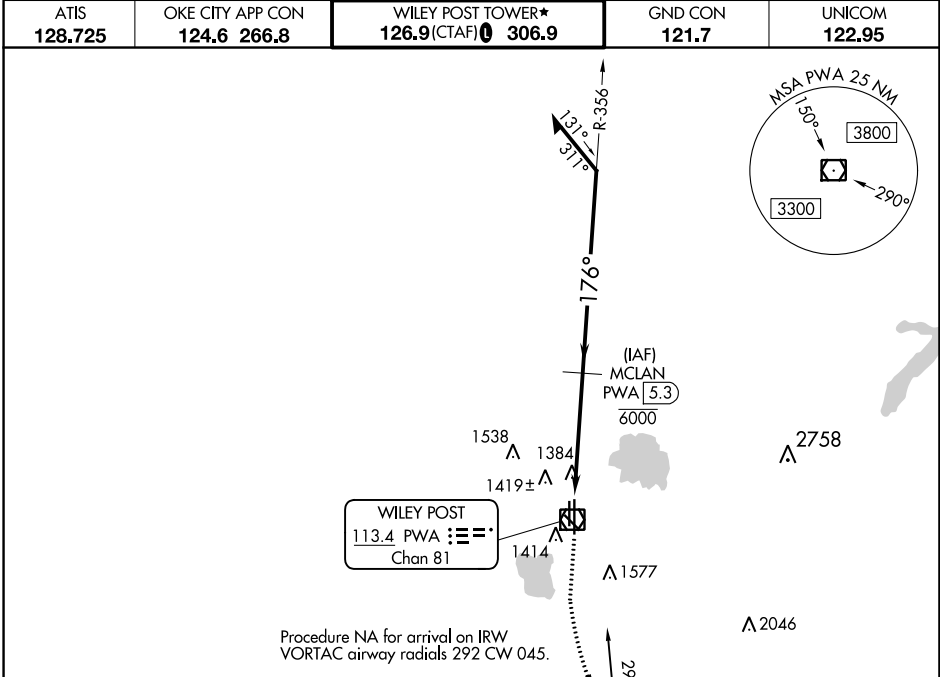 ATIS
128.725
OKE CITY APP CON
124.6 266.8
WILEY POST TOWER★
126.9(CTAF) L 306.9
GND CON
121.7
UNICOM
122.95
R-356
131°
311°
MSA PWA 25 NM
150°
3800
290°
3300
176°
(IAF)
MCLAN
PWA 5.3
6000
2758
1538
1384
1419±
WILEY POST
113.4 PWA
Chan 81
1414
1577
2046
Procedure NA for arrival on IRW
VORTAC airway radials 292 CW 045.